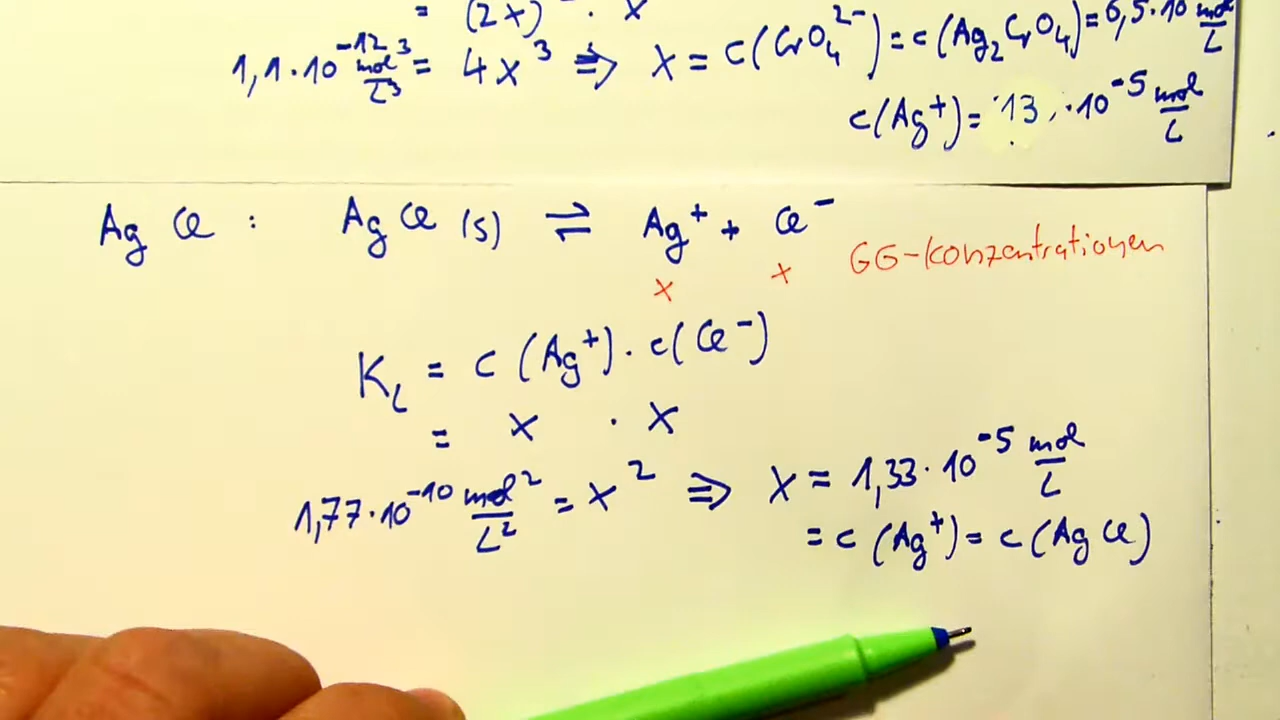 = (2x) · x
1,1·10⁻¹² mol³/L³ = 4x³ ⇒ x = c(CrO₄²⁻) = c(Ag₂CrO₄) = 6,5·10 mol/L
c(Ag⁺) = 13 · 10⁻⁵ mol/L
AgCl : AgCl (s) ⇌ Ag⁺ + Cl⁻
x x GG-Konzentrationen
K_L = c (Ag⁺) · c(Cl⁻)
= x · x
1,77·10⁻¹⁰ mol²/L² = x² ⇒ x = 1,33·10⁻⁵ mol/L
= c (Ag⁺) = c (AgCl)